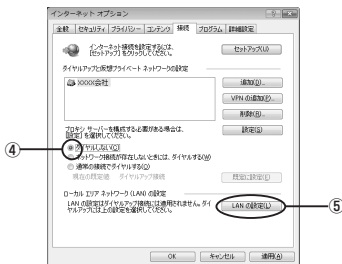 インターネット オプション
全般 セキュリティ プライバシー コンテンツ 接続 プログラム 詳細設定
インターネット接続を設定するには、
[セットアップ] をクリックしてください。
セットアップ(U)
ダイヤルアップと仮想プライベート ネットワークの設定
XXXX会社
追加(D)...
VPN の追加(P)...
削除(R)...
プロキシ サーバーを構成する必要がある場合は、
[設定] を選択してください。
設定(S)
④
ダイヤルしない(C)
ネットワーク接続が存在しないときには、ダイヤルする(W)
通常の接続でダイヤルする(O)
現在の既定値 ダイヤルアップ接続
既定に設定(E)
ローカル エリア ネットワーク (LAN) の設定
LAN の設定はダイヤルアップ接続には適用されません。ダイ
ヤルアップには上の設定を選択してください。
LAN の設定(L)
⑤
OK キャンセル 適用(A)